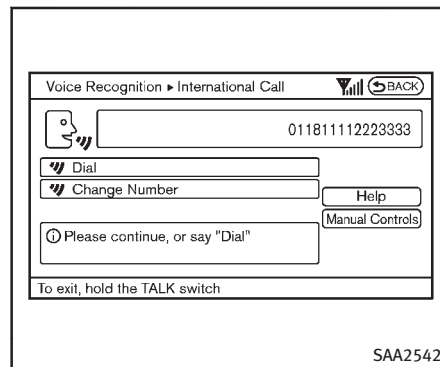 Voice Recognition ▸ International Call BACK
011811112223333
Dial
Change Number
Help
Manual Controls
Please continue, or say "Dial"
To exit, hold the TALK switch
SAA2542